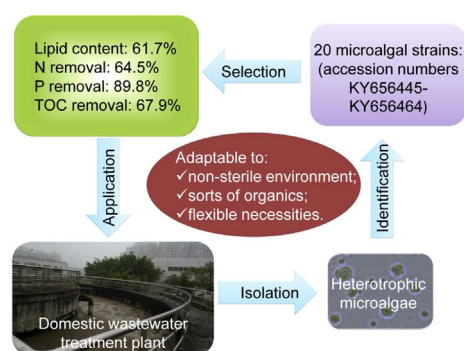 Lipid content: 61.7%
N removal: 64.5%
P removal: 89.8%
TOC removal: 67.9%
Selection
20 microalgal strains:
(accession numbers
KY656445-
KY656464)
Application
Adaptable to:
✓non-sterile environment;
✓sorts of organics;
✓flexible necessities.
Identification
Domestic wastewater
treatment plant
Isolation
Heterotrophic
microalgae